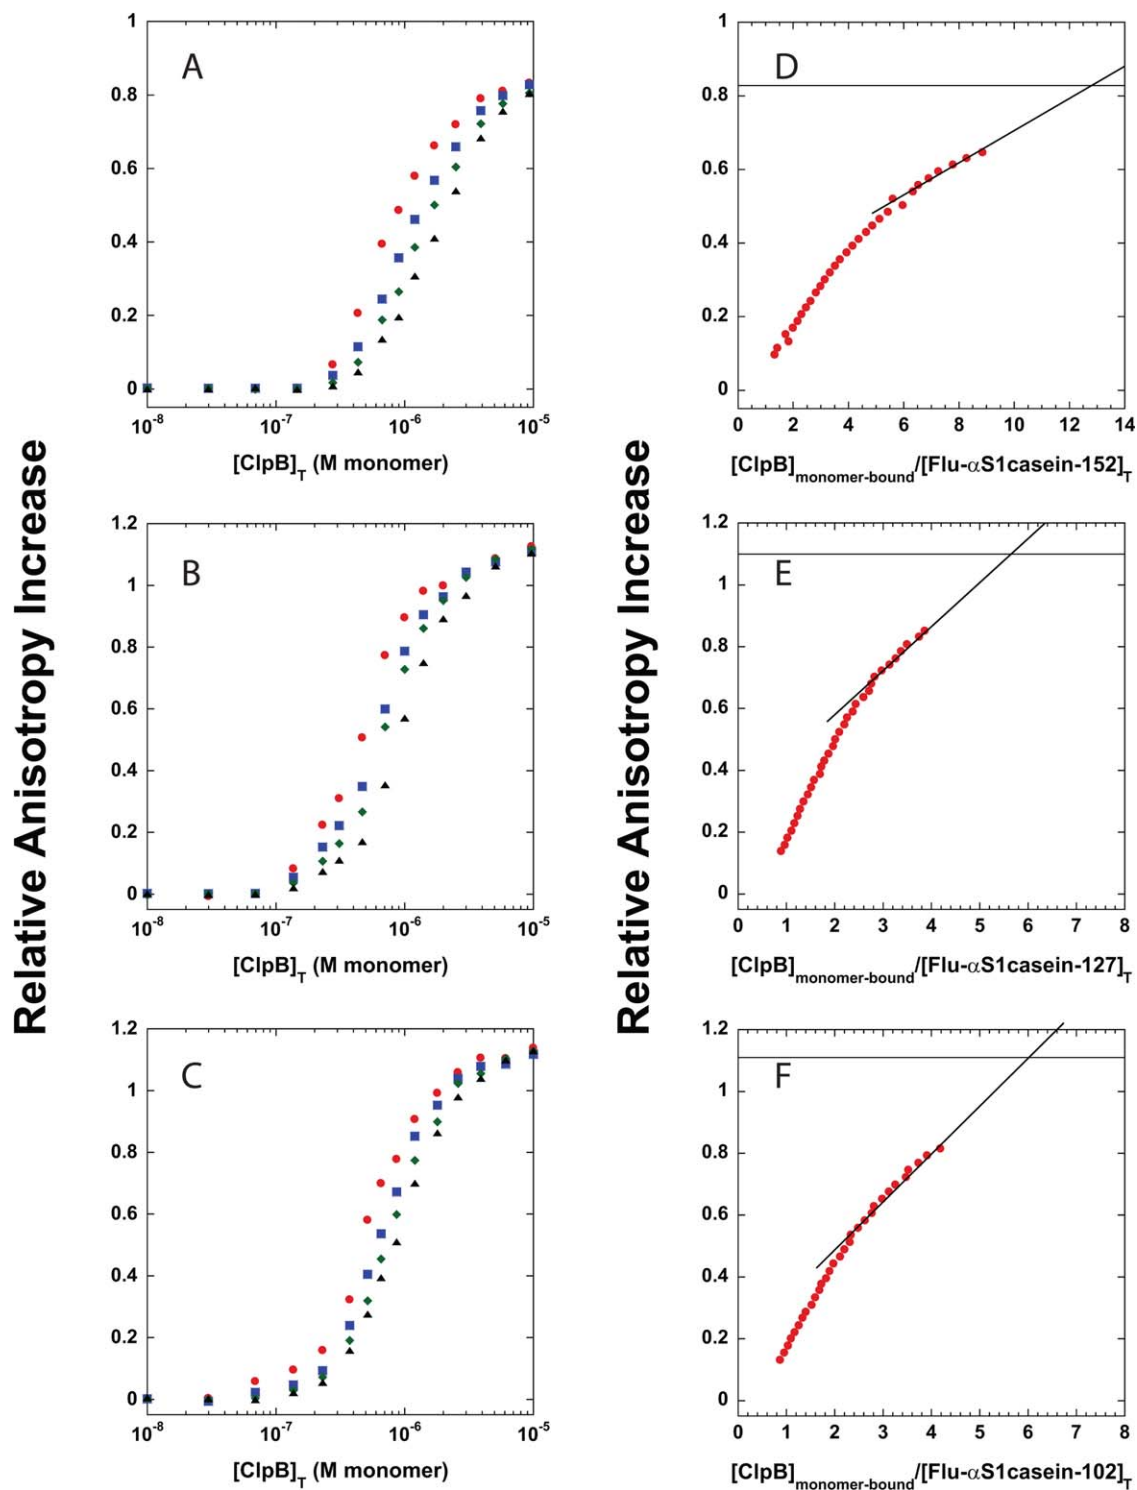 Relative Anisotropy Increase
A
1
0.8
0.6
0.4
0.2
0
10-8 10-7 10-6 10-5
[ClpB]T (M monomer)
B
1.2
1
0.8
0.6
0.4
0.2
0
10-8 10-7 10-6 10-5
[ClpB]T (M monomer)
C
1.2
1
0.8
0.6
0.4
0.2
0
10-8 10-7 10-6 10-5
[ClpB]T (M monomer)
Relative Anisotropy Increase
D
1
0.8
0.6
0.4
0.2
0
0 2 4 6 8 10 12 14
[ClpB]monomer-bound/[Flu-αS1casein-152]T
E
1.2
1
0.8
0.6
0.4
0.2
0
0 1 2 3 4 5 6 7 8
[ClpB]monomer-bound/[Flu-αS1casein-127]T
F
1.2
1
0.8
0.6
0.4
0.2
0
0 1 2 3 4 5 6 7 8
[ClpB]monomer-bound/[Flu-αS1casein-102]T